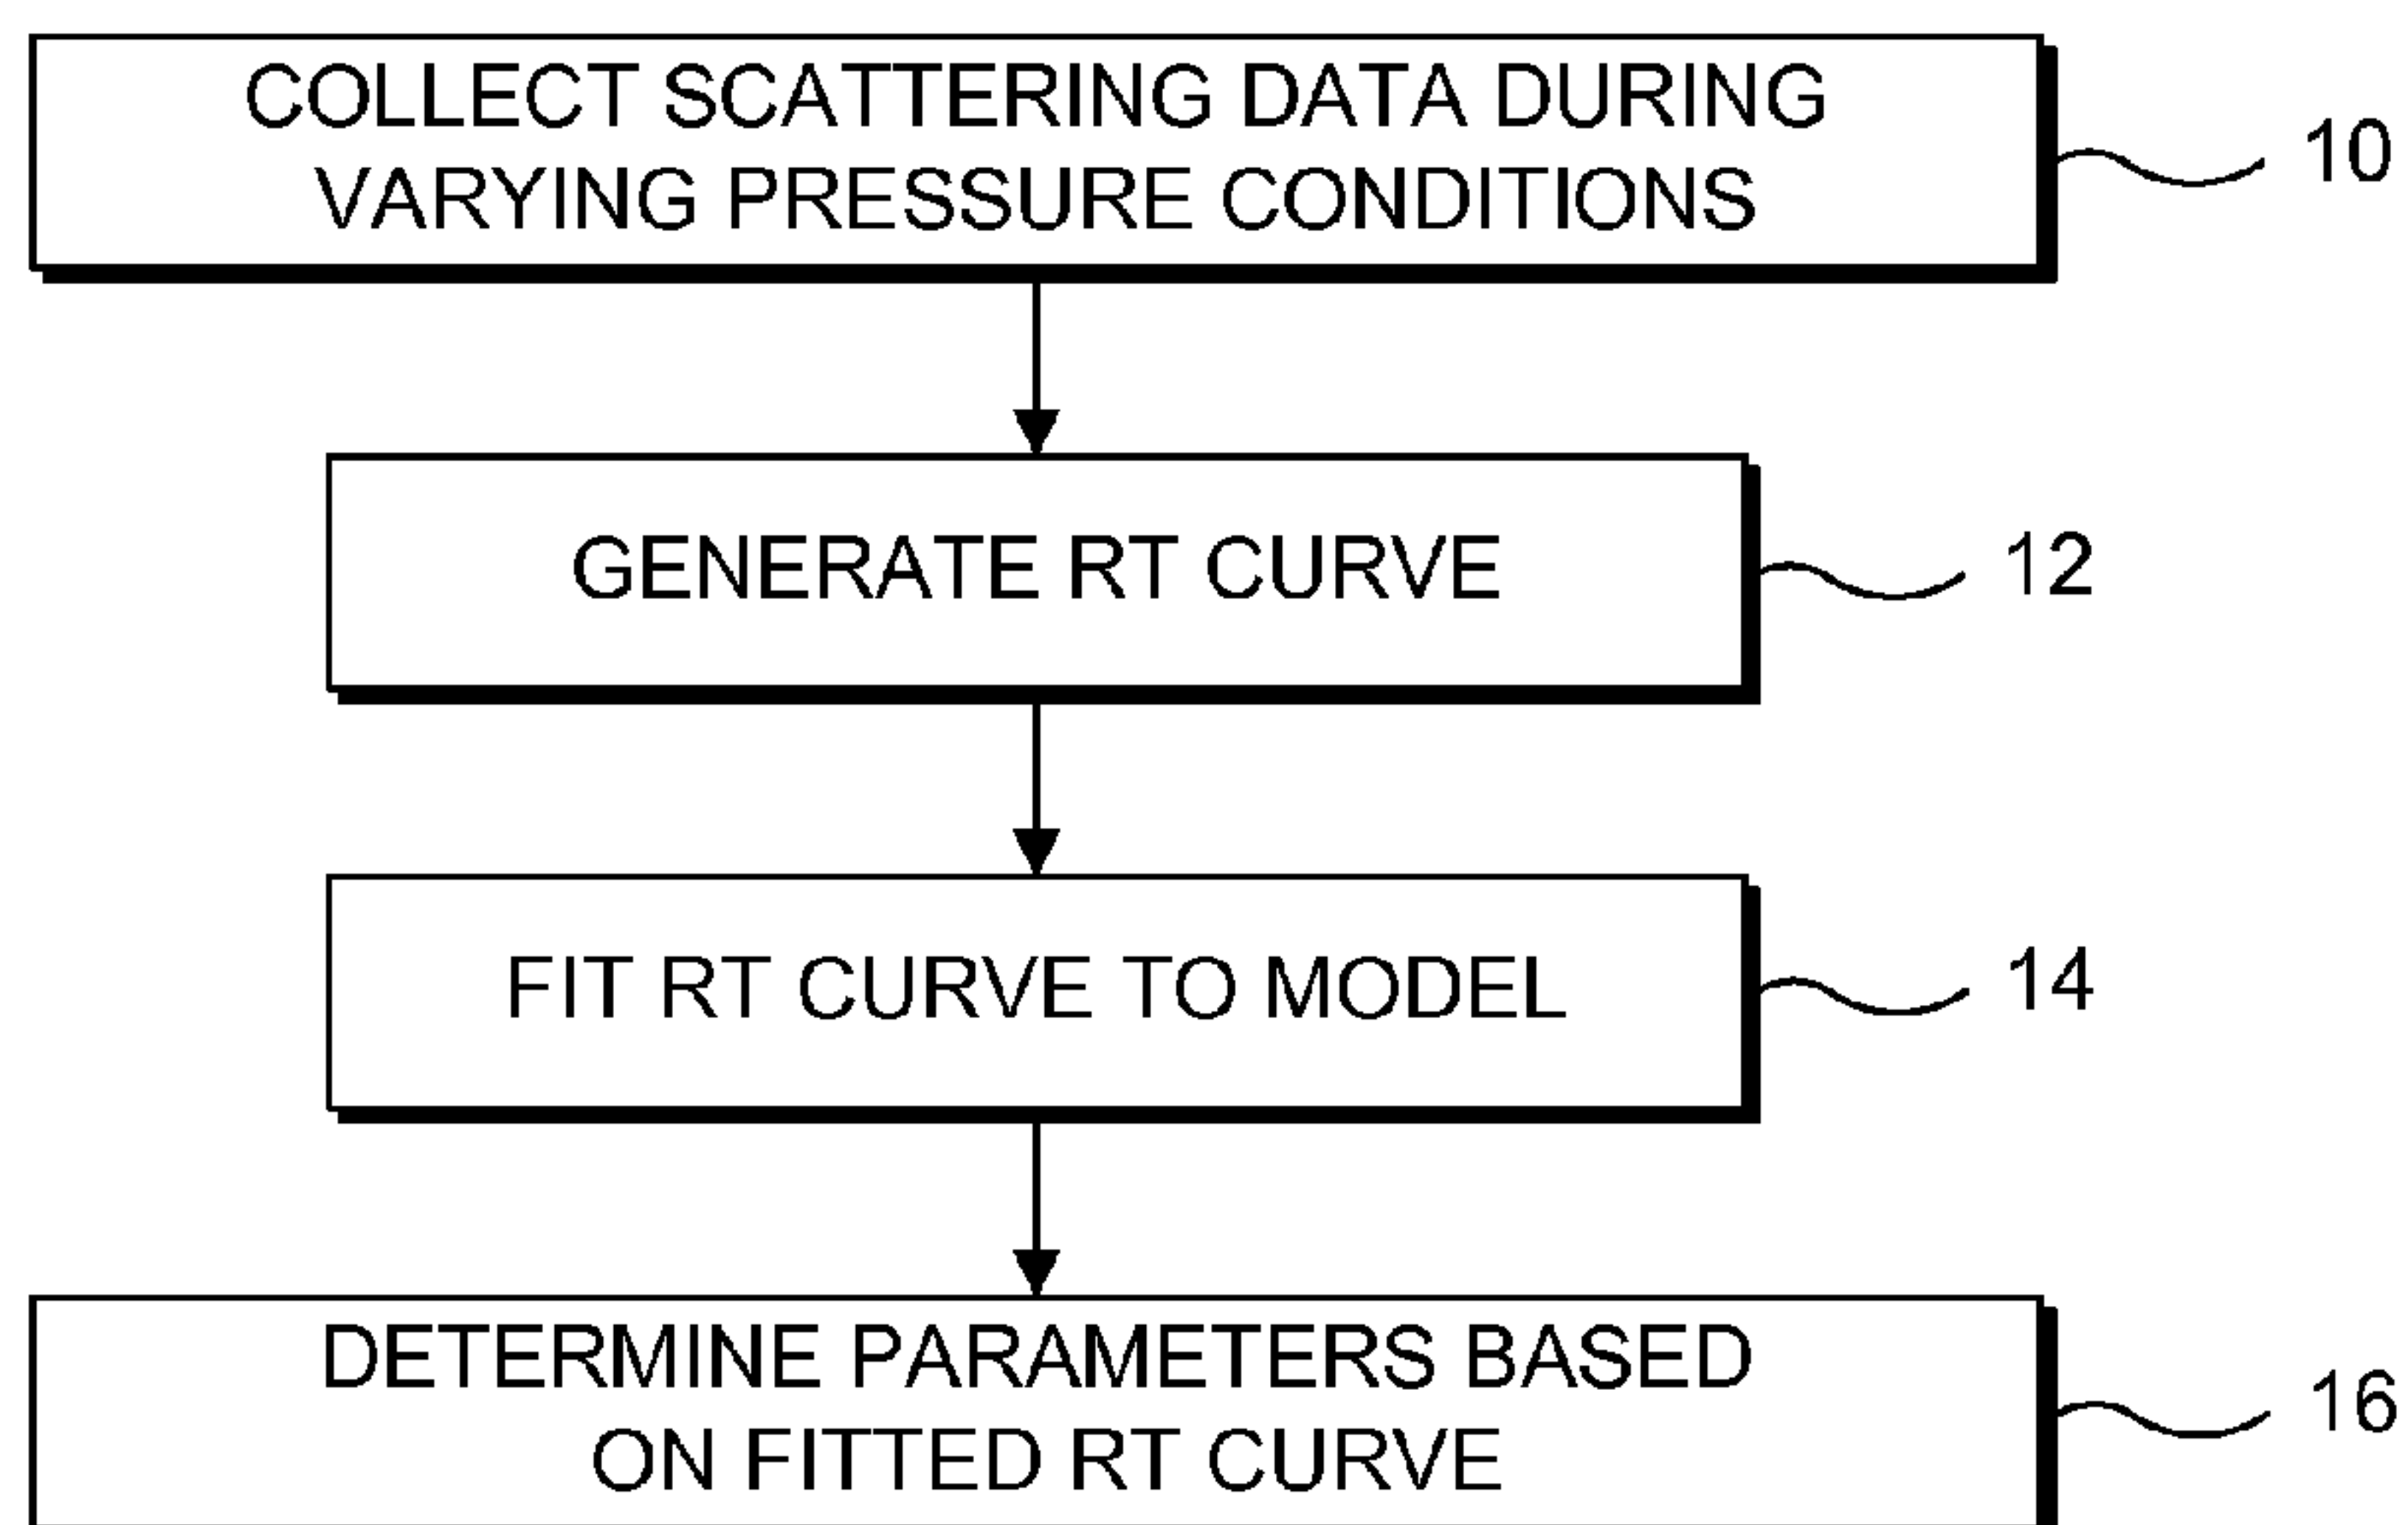 COLLECT SCATTERING DATA DURING
VARYING PRESSURE CONDITIONS
10
GENERATE RT CURVE
12
FIT RT CURVE TO MODEL
14
DETERMINE PARAMETERS BASED
ON FITTED RT CURVE
16